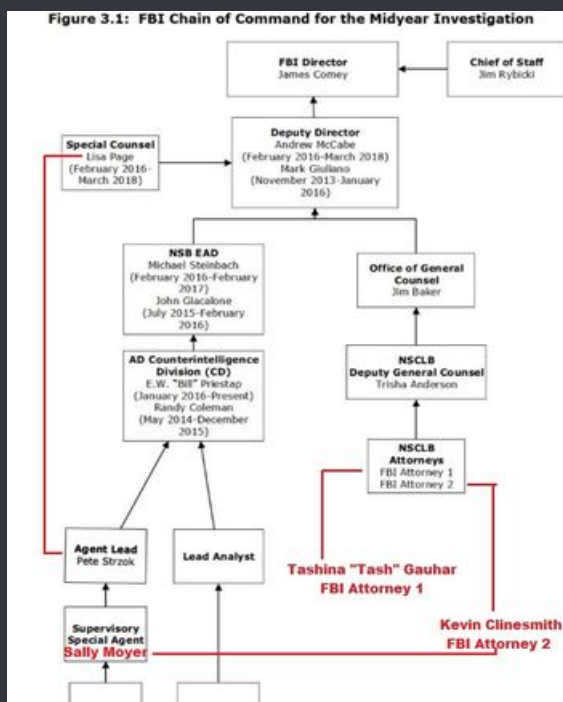 Figure 3.1: FBI Chain of Command for the Midyear Investigation
FBI Director
James Comey
Chief of Staff
Jim Rybicki
Special Counsel
Lisa Page
(February 2016-
March 2018)
Deputy Director
Andrew McCabe
(February 2016-March 2018)
Mark Giuliano
(November 2013-January
2016)
NSB EAD
Michael Steinbach
(February 2016-February
2017)
John Giacalone
(July 2015-February
2016)
Office of General
Counsel
Jim Baker
AD Counterintelligence
Division (CD)
E.W. "Bill" Priestap
(January 2016-Present)
Randy Coleman
(May 2014-December
2015)
NSCLB
Deputy General Counsel
Trisha Anderson
NSCLB
Attorneys
FBI Attorney 1
FBI Attorney 2
Agent Lead
Pete Strzok
Lead Analyst
Tashina "Tash" Gauhar
FBI Attorney 1
Supervisory
Special Agent
Sally Moyer
Kevin Clinesmith
FBI Attorney 2